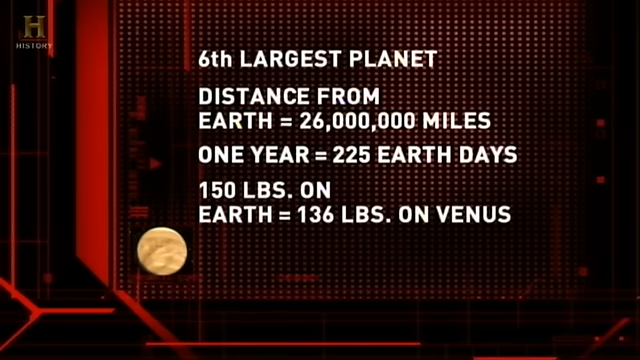 H
HISTORY
6th LARGEST PLANET
DISTANCE FROM
EARTH = 26,000,000 MILES
ONE YEAR = 225 EARTH DAYS
150 LBS. ON
EARTH = 136 LBS. ON VENUS